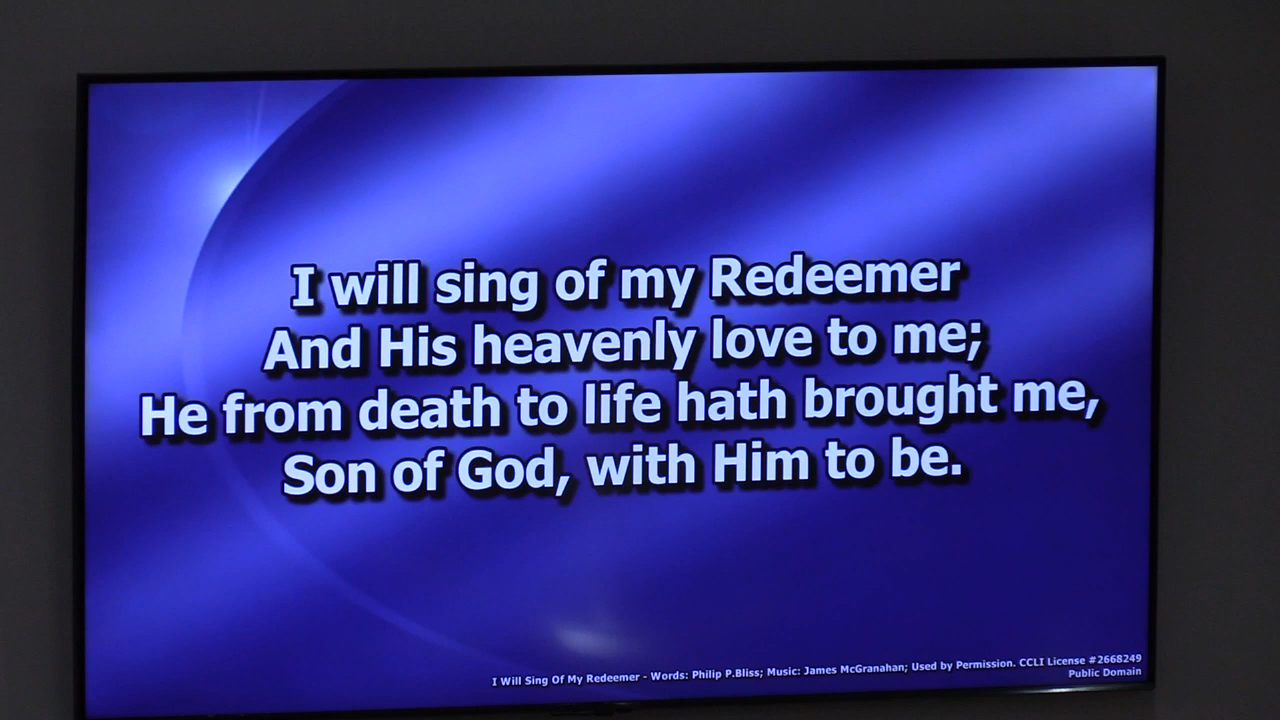 I will sing of my Redeemer
And His heavenly love to me;
He from death to life hath brought me,
Son of God, with Him to be.
I Will Sing Of My Redeemer - Words: Philip P.Bliss; Music: James McGranahan; Used by Permission. CCLI License #2668249
Public Domain